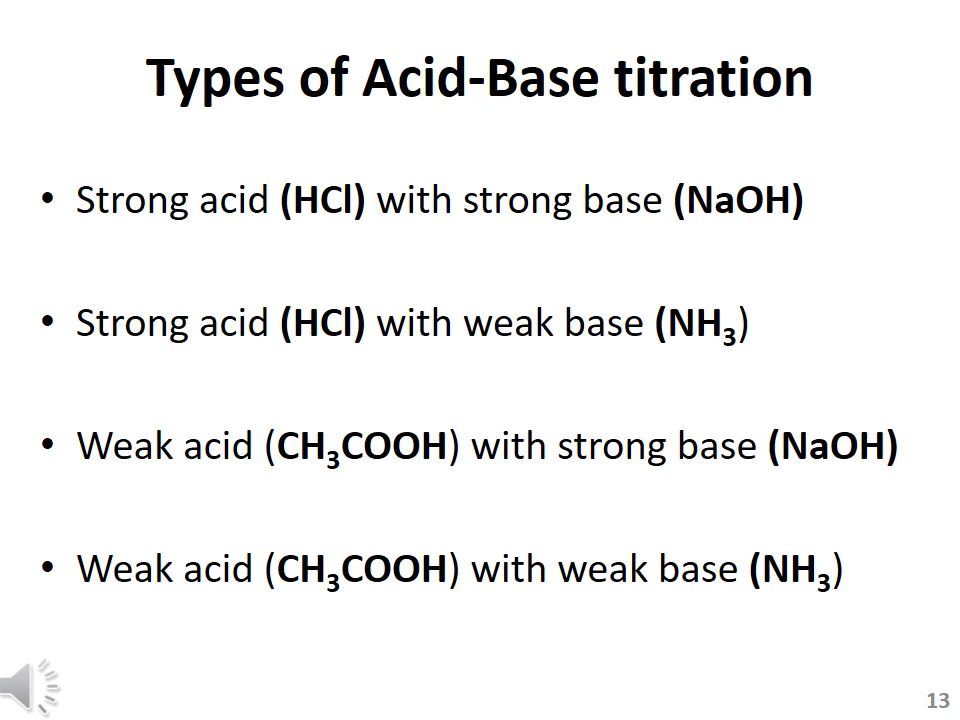 Types of Acid-Base titration
• Strong acid (HCl) with strong base (NaOH)
• Strong acid (HCl) with weak base (NH₃)
• Weak acid (CH₃COOH) with strong base (NaOH)
• Weak acid (CH₃COOH) with weak base (NH₃)
13